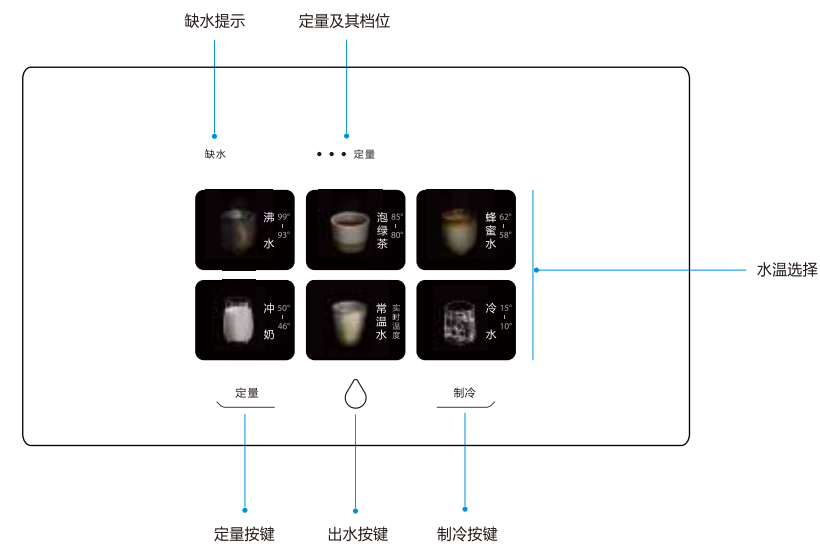 缺水提示
定量及其档位
缺水
••• 定量
沸水 99°-93°
泡绿茶 85°-80°
蜂蜜水 62°-58°
水温选择
冲奶 50°-46°
常温水 实时温度
冷水 15°-10°
定量
制冷
定量按键
出水按键
制冷按键